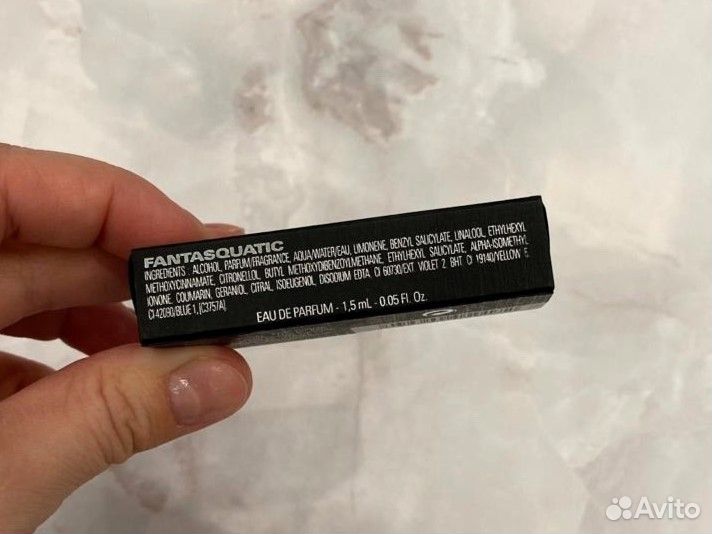 FANTASQUATIC
INGREDIENTS : ALCOHOL, PARFUM/FRAGRANCE, AQUA/WATER/EAU, LIMONENE, BENZYL SALICYLATE, LINALOOL, ETHYLHEXYL
METHOXYCINNAMATE, CITRONELLOL, BUTYL METHOXYDIBENZOYLMETHANE, ETHYLHEXYL SALICYLATE, ALPHA-ISOMETHYL
IONONE, COUMARIN, GERANIOL, CITRAL, ISOEUGENOL, DISODIUM EDTA, CI 60730/EXT VIOLET 2, BHT, CI 19140/YELLOW 5,
CI 42090/BLUE 1, [C3757A]
EAU DE PARFUM - 1,5 mL - 0.05 Fl. Oz.
Avito